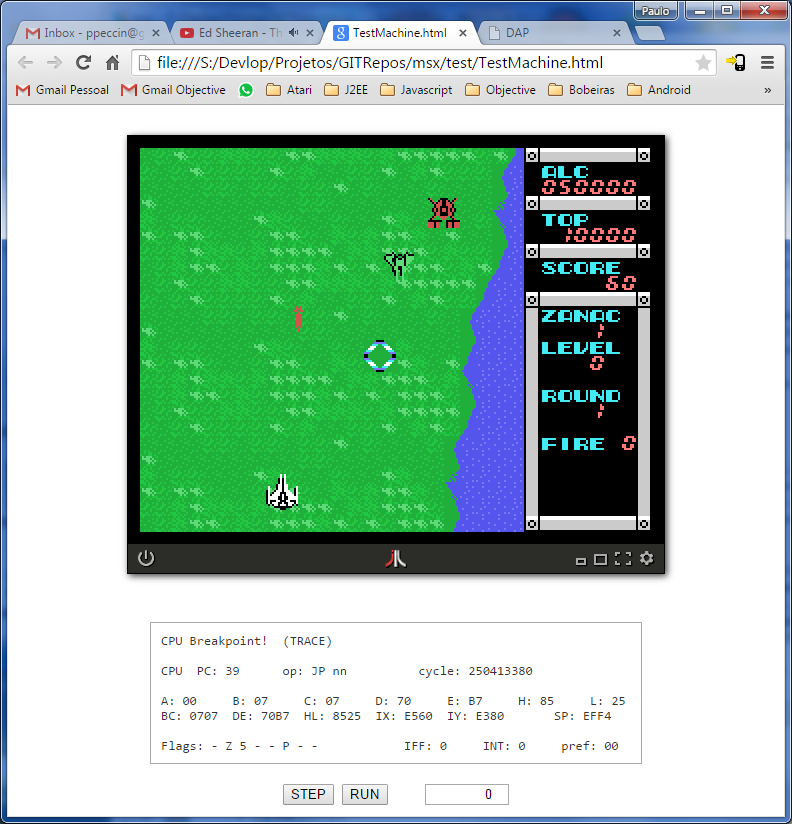 Paulo
Inbox - ppeccin@g
Ed Sheeran - Th
TestMachine.html
DAP
file:///S:/Devlop/Projetos/GITRepos/msx/test/TestMachine.html
Gmail Pessoal
Gmail Objective
Atari
J2EE
Javascript
Objective
Bobeiras
Android
»
ALC
050000
TOP
10000
SCORE
60
ZANAC
1
LEVEL
0
ROUND
1
FIRE 0
CPU Breakpoint! (TRACE)
CPU PC: 39 op: JP nn cycle: 250413380
A: 00 B: 07 C: 07 D: 70 E: B7 H: 85 L: 25
BC: 0707 DE: 70B7 HL: 8525 IX: E560 IY: E380 SP: EFF4
Flags: - Z 5 - - P - - IFF: 0 INT: 0 pref: 00
STEP RUN 0